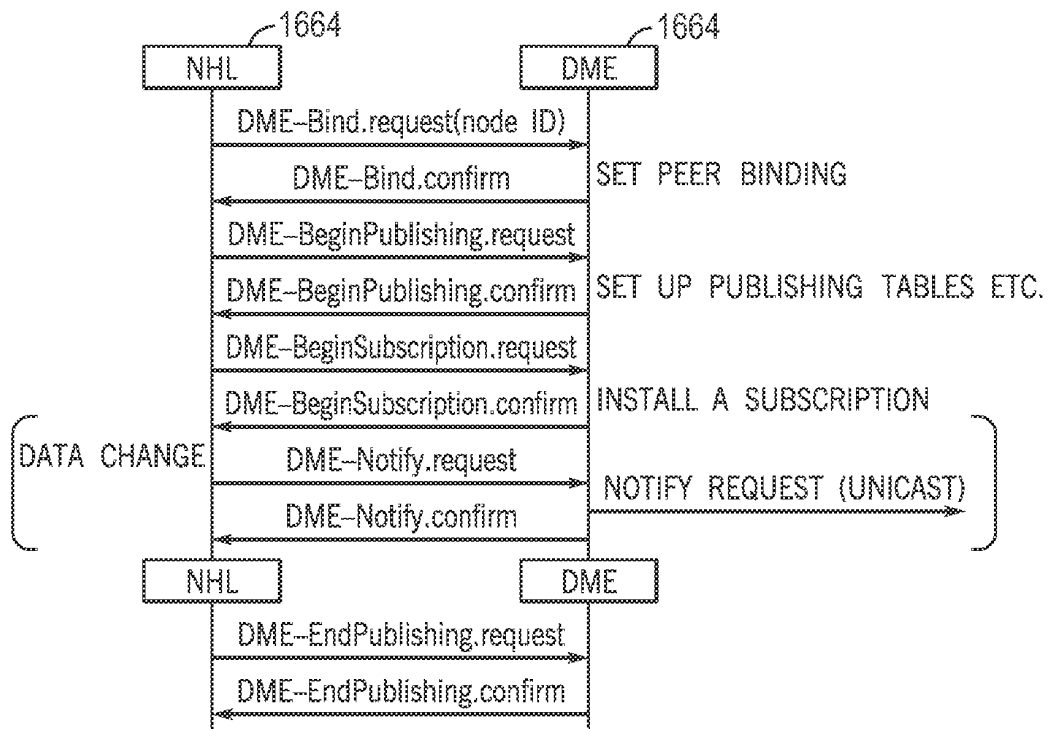 1664 1664
NHL DME
DME–Bind.request(node ID)
DME–Bind.confirm SET PEER BINDING
DME–BeginPublishing.request
DME–BeginPublishing.confirm SET UP PUBLISHING TABLES ETC.
DME–BeginSubscription.request
DME–BeginSubscription.confirm INSTALL A SUBSCRIPTION
DATA CHANGE DME–Notify.request
NOTIFY REQUEST (UNICAST)
DME–Notify.confirm
NHL DME
DME–EndPublishing.request
DME–EndPublishing.confirm